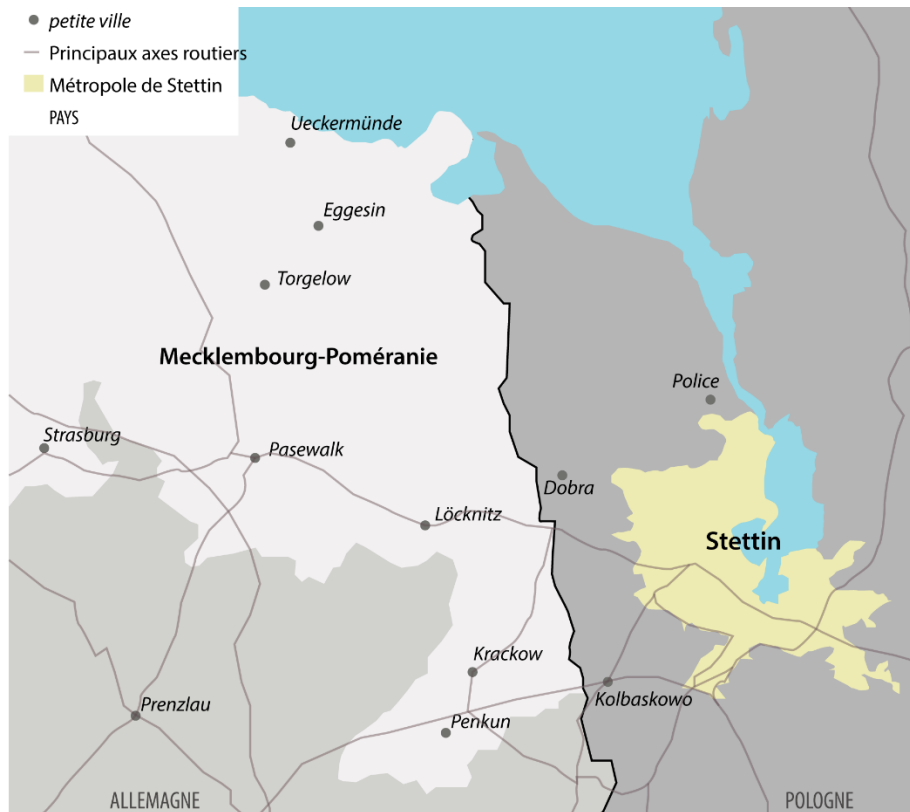 petite ville
Principaux axes routiers
Métropole de Stettin
PAYS
Ueckermünde
Eggesin
Torgelow
Mecklembourg-Poméranie
Police
Strasburg
Pasewalk
Dobra
Löcknitz
Stettin
Krackow
Kolbaskowo
Prenzlau
Penkun
ALLEMAGNE
POLOGNE